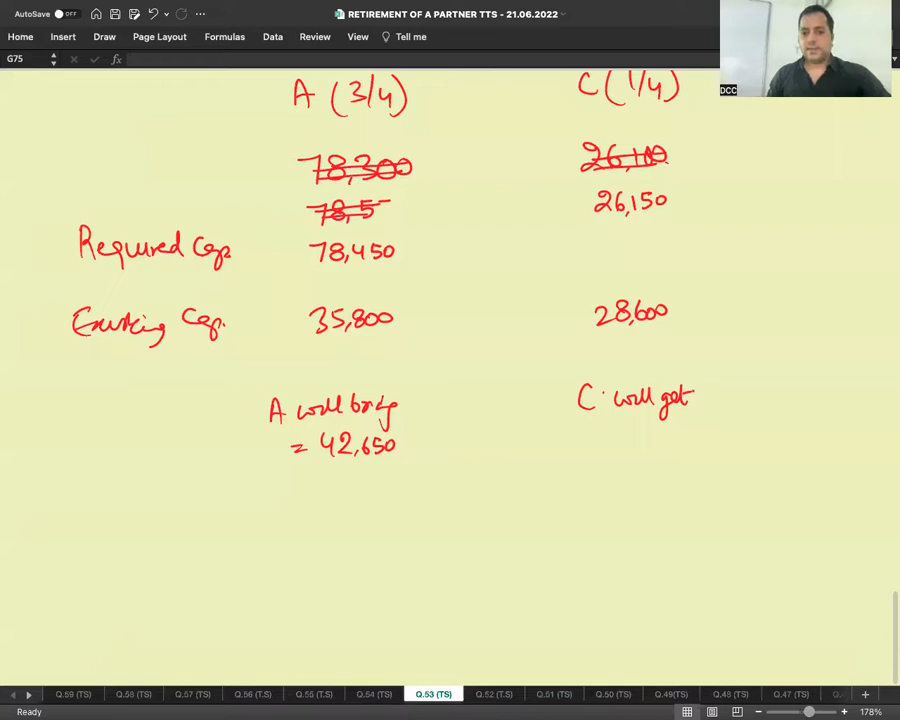 AutoSave OFF RETIREMENT OF A PARTNER TTS - 21.06.2022
Home Insert Draw Page Layout Formulas Data Review View Tell me
G75 fx
DCC
A (3/4) C (1/4)
78,300 26,100
78,5 26,150
Required Cap. 78,450
Existing Cap. 35,800 28,600
A will bring C will get
= 42,650
Q.59 (TS) Q.58 (TS) Q.57 (TS) Q.56 (T.S) Q.55 (T.S) Q.54 (TS) Q.53 (TS) Q.52 (T.S) Q.51 (TS) Q.50 (TS) Q.49(TS) Q.48 (TS) Q.47 (TS)
Ready 178%